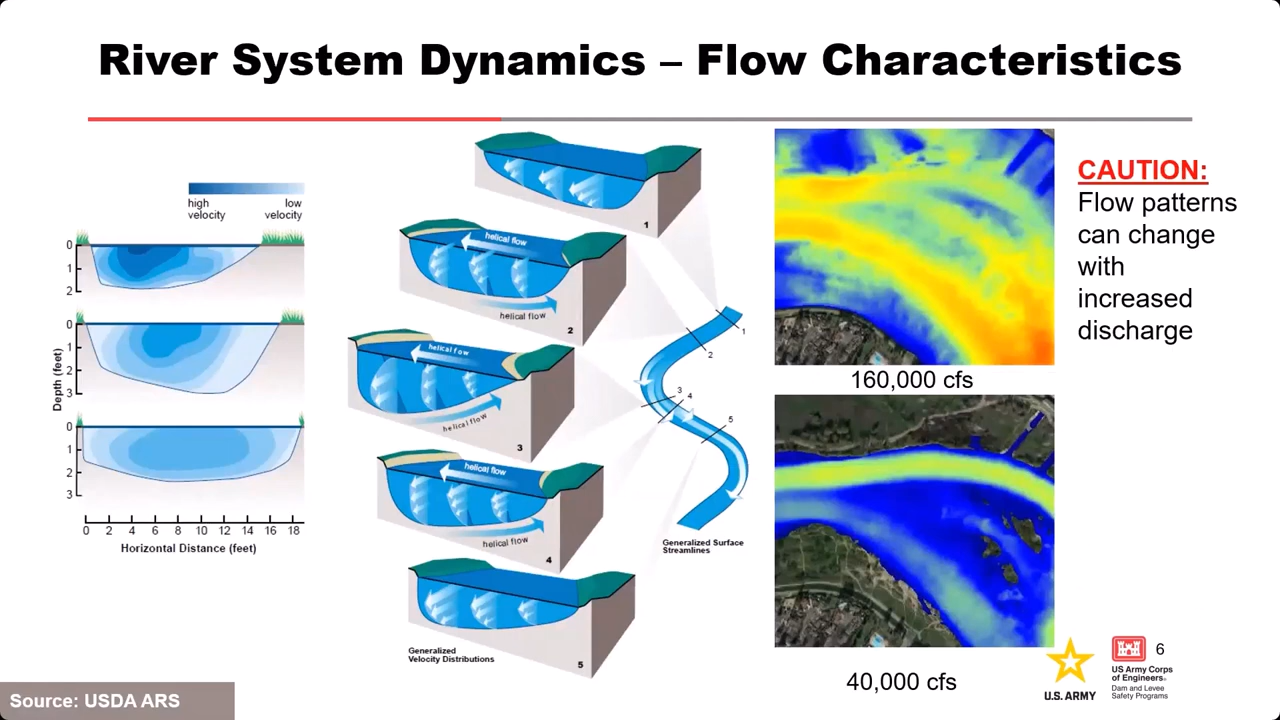 River System Dynamics – Flow Characteristics
high
velocity
low
velocity
0
1
2
0
1
2
3
Depth (feet)
0
1
2
3
0 2 4 6 8 10 12 14 16 18
Horizontal Distance (feet)
1
helical flow
helical flow
2
helical flow
helical flow
3
helical flow
helical flow
4
5
Generalized
Velocity Distributions
1
2
3
4
5
Generalized Surface
Streamlines
160,000 cfs
40,000 cfs
CAUTION:
Flow patterns
can change
with
increased
discharge
U.S. ARMY
6
US Army Corps
of Engineers®
Dam and Levee
Safety Programs
Source: USDA ARS